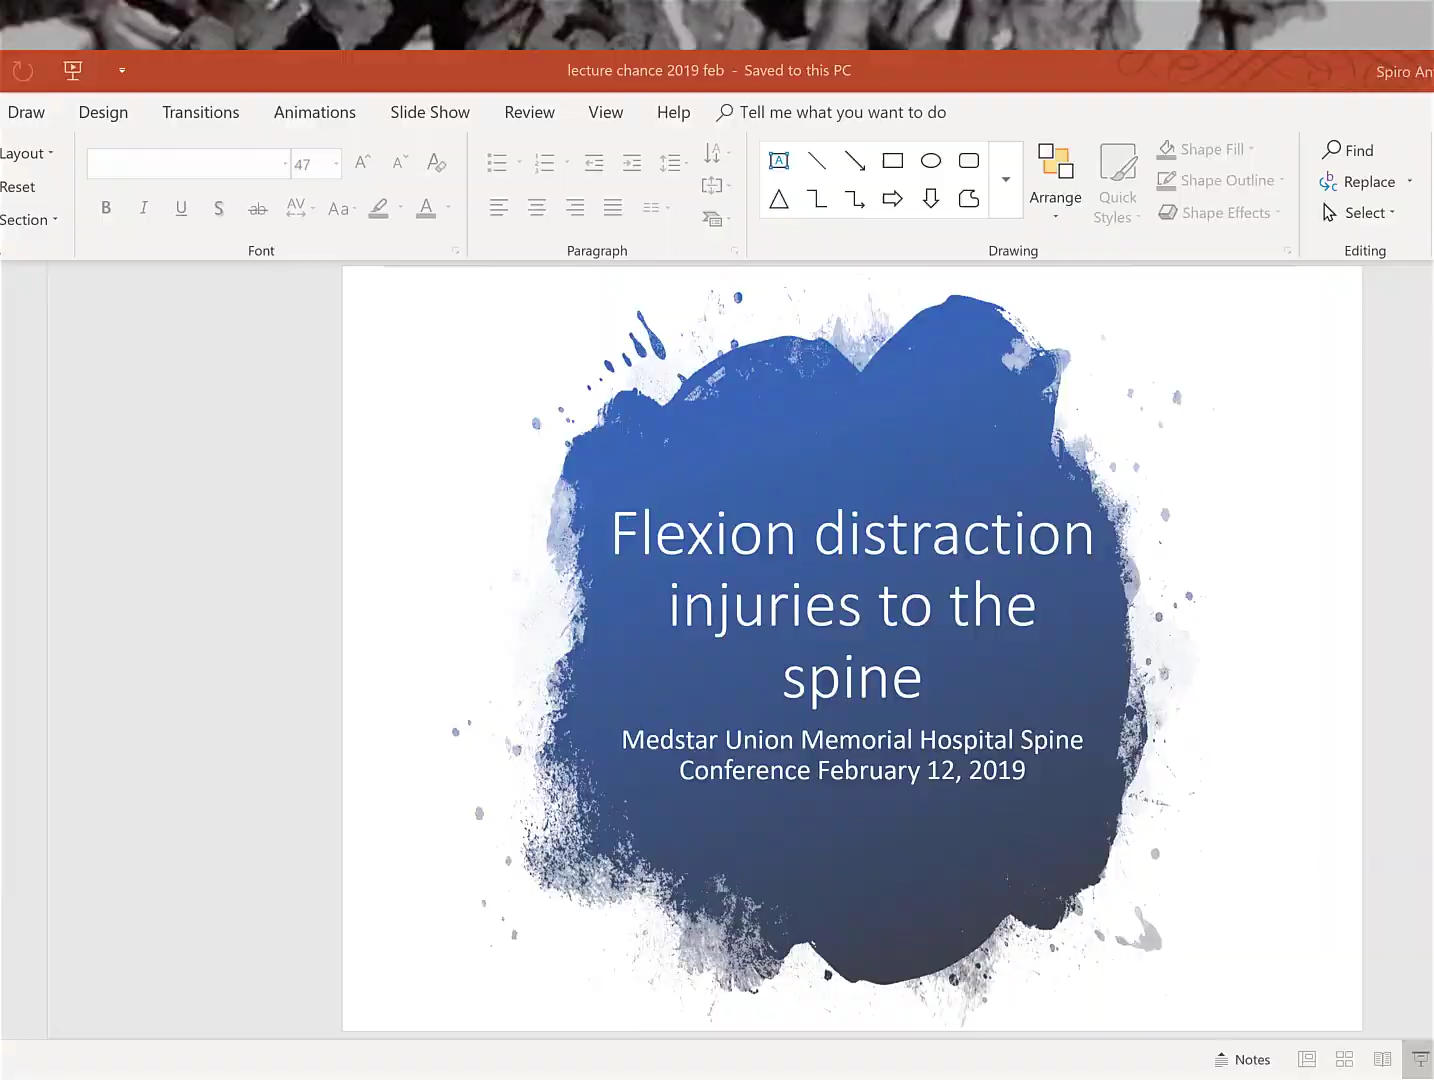 lecture chance 2019 feb - Saved to this PC
Spiro An
Draw Design Transitions Animations Slide Show Review View Help Tell me what you want to do
Layout
Reset
Section
47
B I U S ab AV Aa A
Font
Paragraph
A
Arrange
Quick
Styles
Shape Fill
Shape Outline
Shape Effects
Drawing
Find
Replace
Select
Editing
Flexion distraction
injuries to the
spine
Medstar Union Memorial Hospital Spine
Conference February 12, 2019
Notes